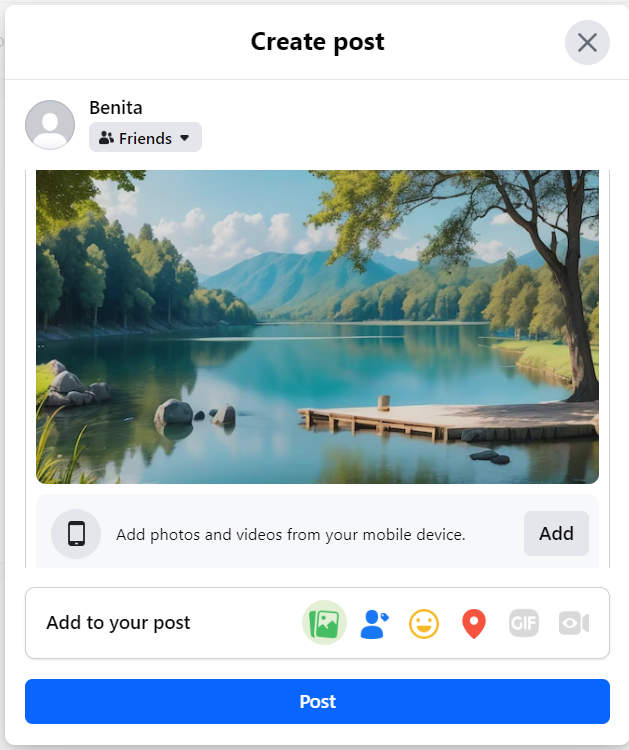 Create post
Benita
Friends
Add photos and videos from your mobile device.
Add
Add to your post
GIF
Post